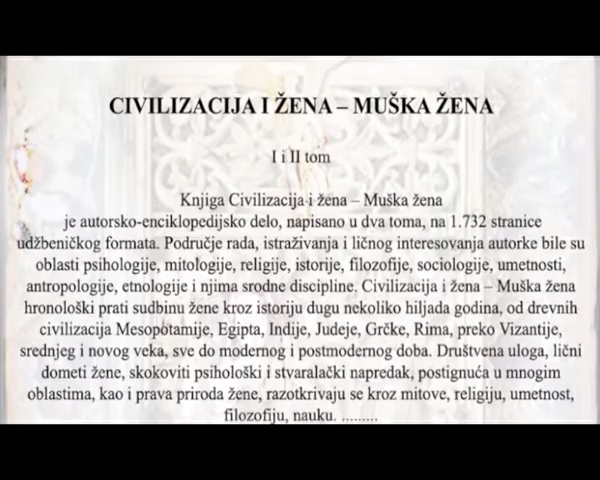 CIVILIZACIJA I ŽENA – MUŠKA ŽENA
I i II tom
Knjiga Civilizacija i žena – Muška žena
je autorsko-enciklopedijsko delo, napisano u dva toma, na 1.732 stranice
udžbeničkog formata. Područje rada, istraživanja i ličnog interesovanja autorke bile su
oblasti psihologije, mitologije, religije, istorije, filozofije, sociologije, umetnosti,
antropologije, etnologije i njima srodne discipline. Civilizacija i žena – Muška žena
hronološki prati sudbinu žene kroz istoriju dugu nekoliko hiljada godina, od drevnih
civilizacija Mesopotamije, Egipta, Indije, Judeje, Grčke, Rima, preko Vizantije,
srednjeg i novog veka, sve do modernog i postmodernog doba. Društvena uloga, lični
dometi žene, skokoviti psihološki i stvaralački napredak, postignuća u mnogim
oblastima, kao i prava priroda žene, razotkrivaju se kroz mitove, religiju, umetnost,
filozofiju, nauku. .........